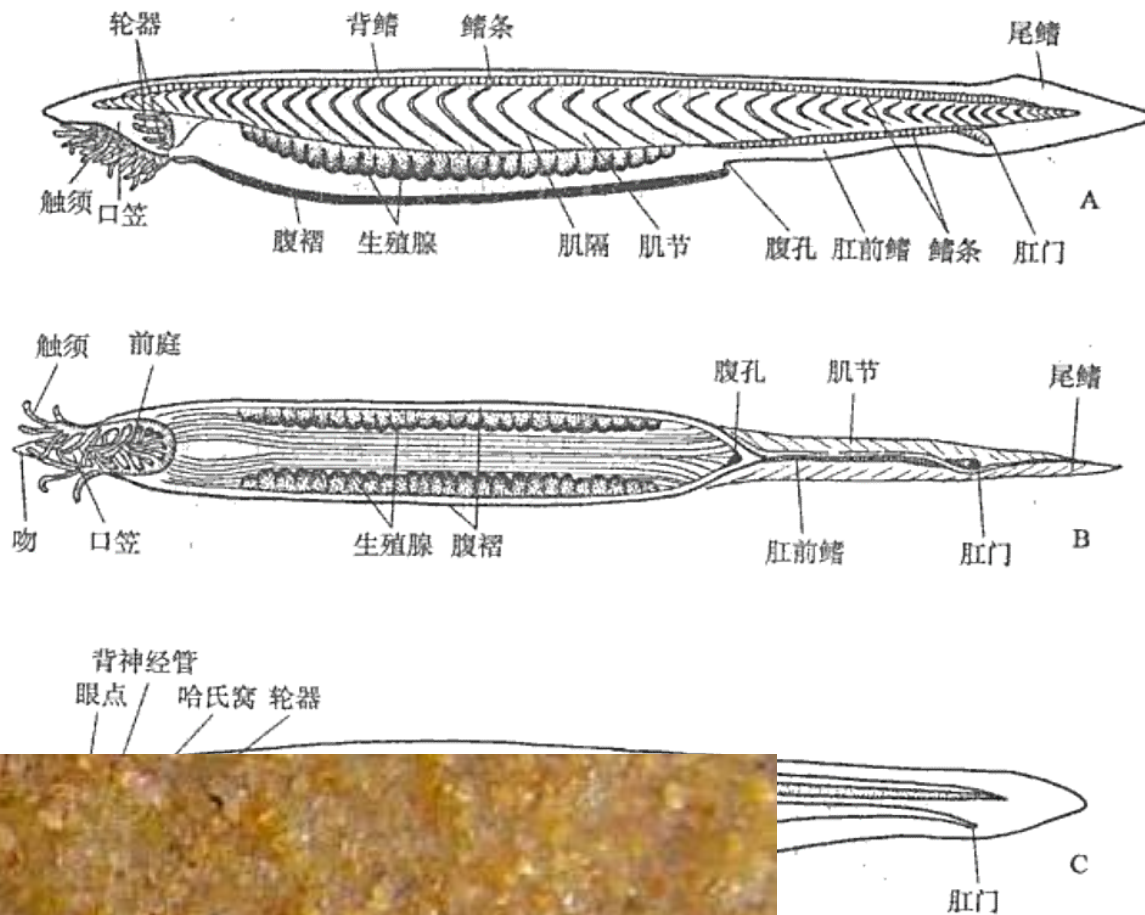 轮器 背鳍 鳍条 尾鳍
触须 口笠 腹褶 生殖腺 肌隔 肌节 腹孔 肛前鳍 鳍条 肛门
A
触须 前庭 腹孔 肌节 尾鳍
吻 口笠 生殖腺 腹褶 肛前鳍 肛门
B
背神经管
眼点 哈氏窝 轮器
C
肛门